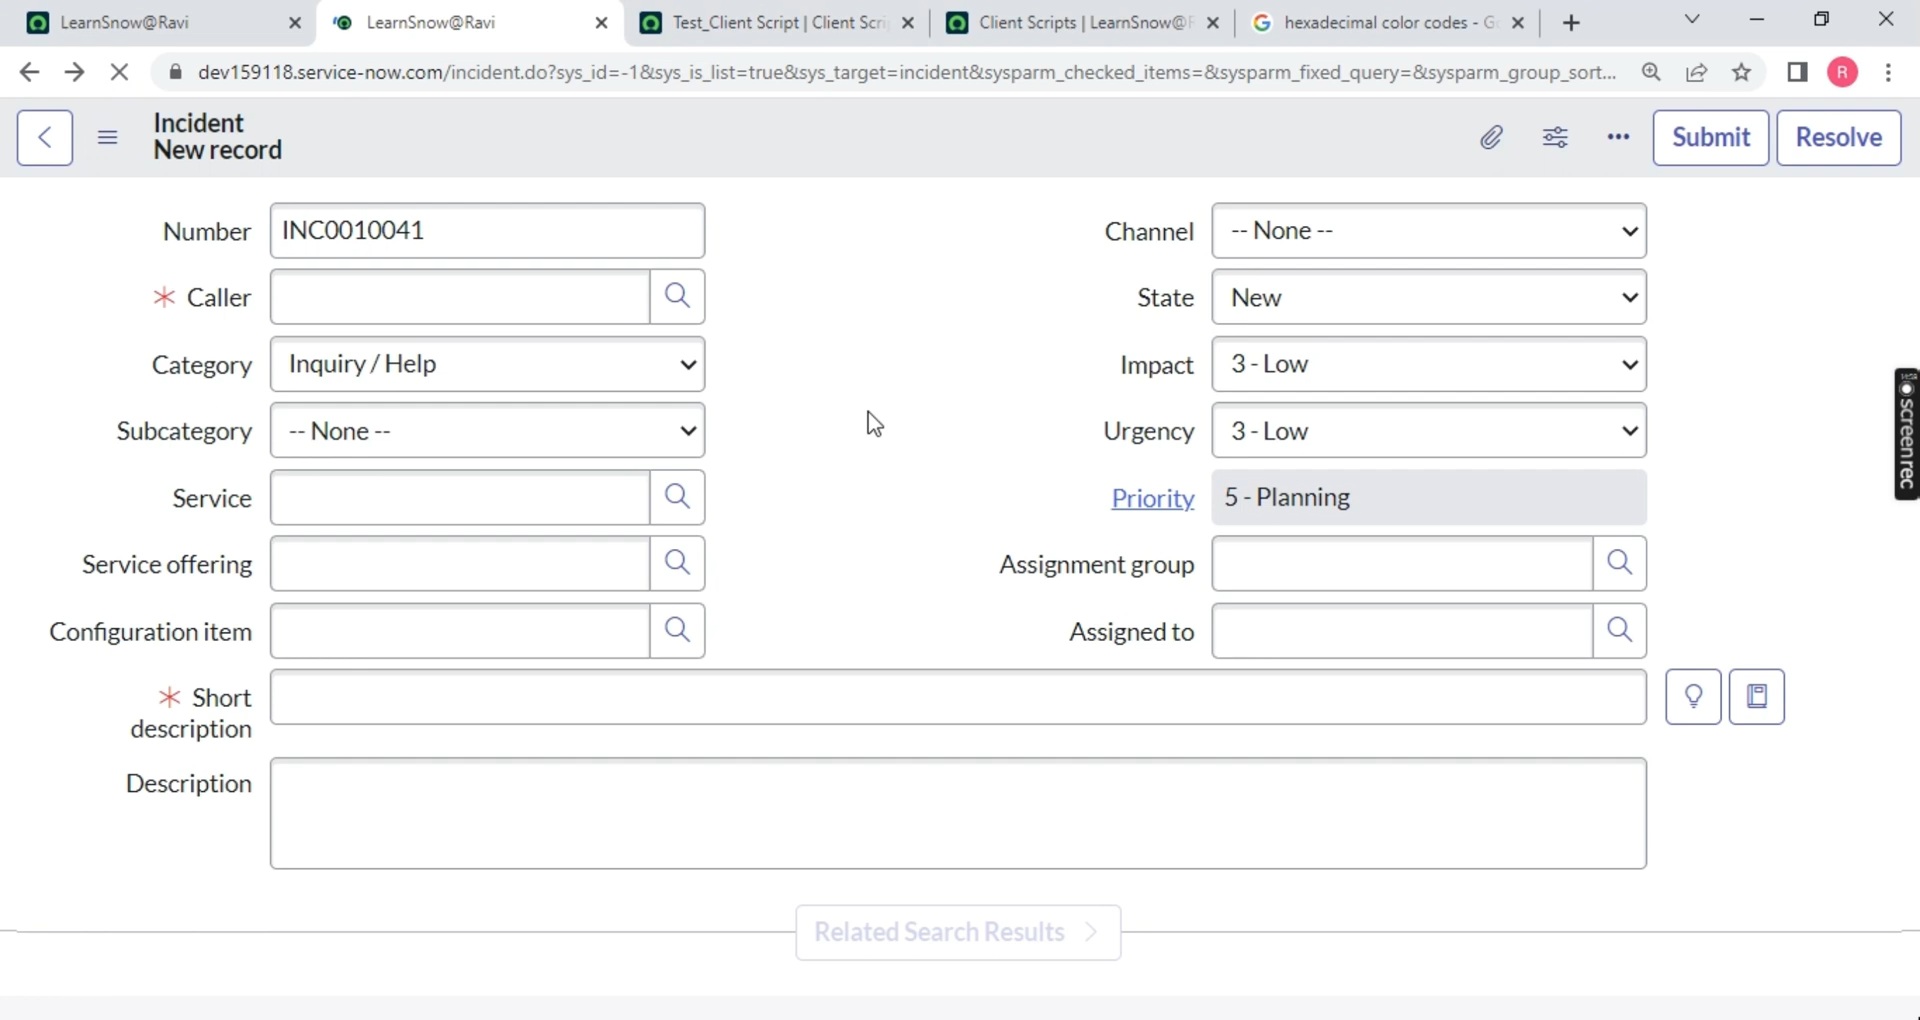 LearnSnow@Ravi
LearnSnow@Ravi
Test_Client Script | Client Scri
Client Scripts | LearnSnow@R
hexadecimal color codes - Go
dev159118.service-now.com/incident.do?sys_id=-1&sys_is_list=true&sys_target=incident&sysparm_checked_items=&sysparm_fixed_query=&sysparm_group_sort...
R
Incident
New record
Submit
Resolve
Number
INC0010041
Channel
-- None --
Caller
State
New
Category
Inquiry / Help
Impact
3 - Low
Subcategory
-- None --
Urgency
3 - Low
Service
Priority
5 - Planning
Service offering
Assignment group
Configuration item
Assigned to
Short
description
Description
Related Search Results
screenrec